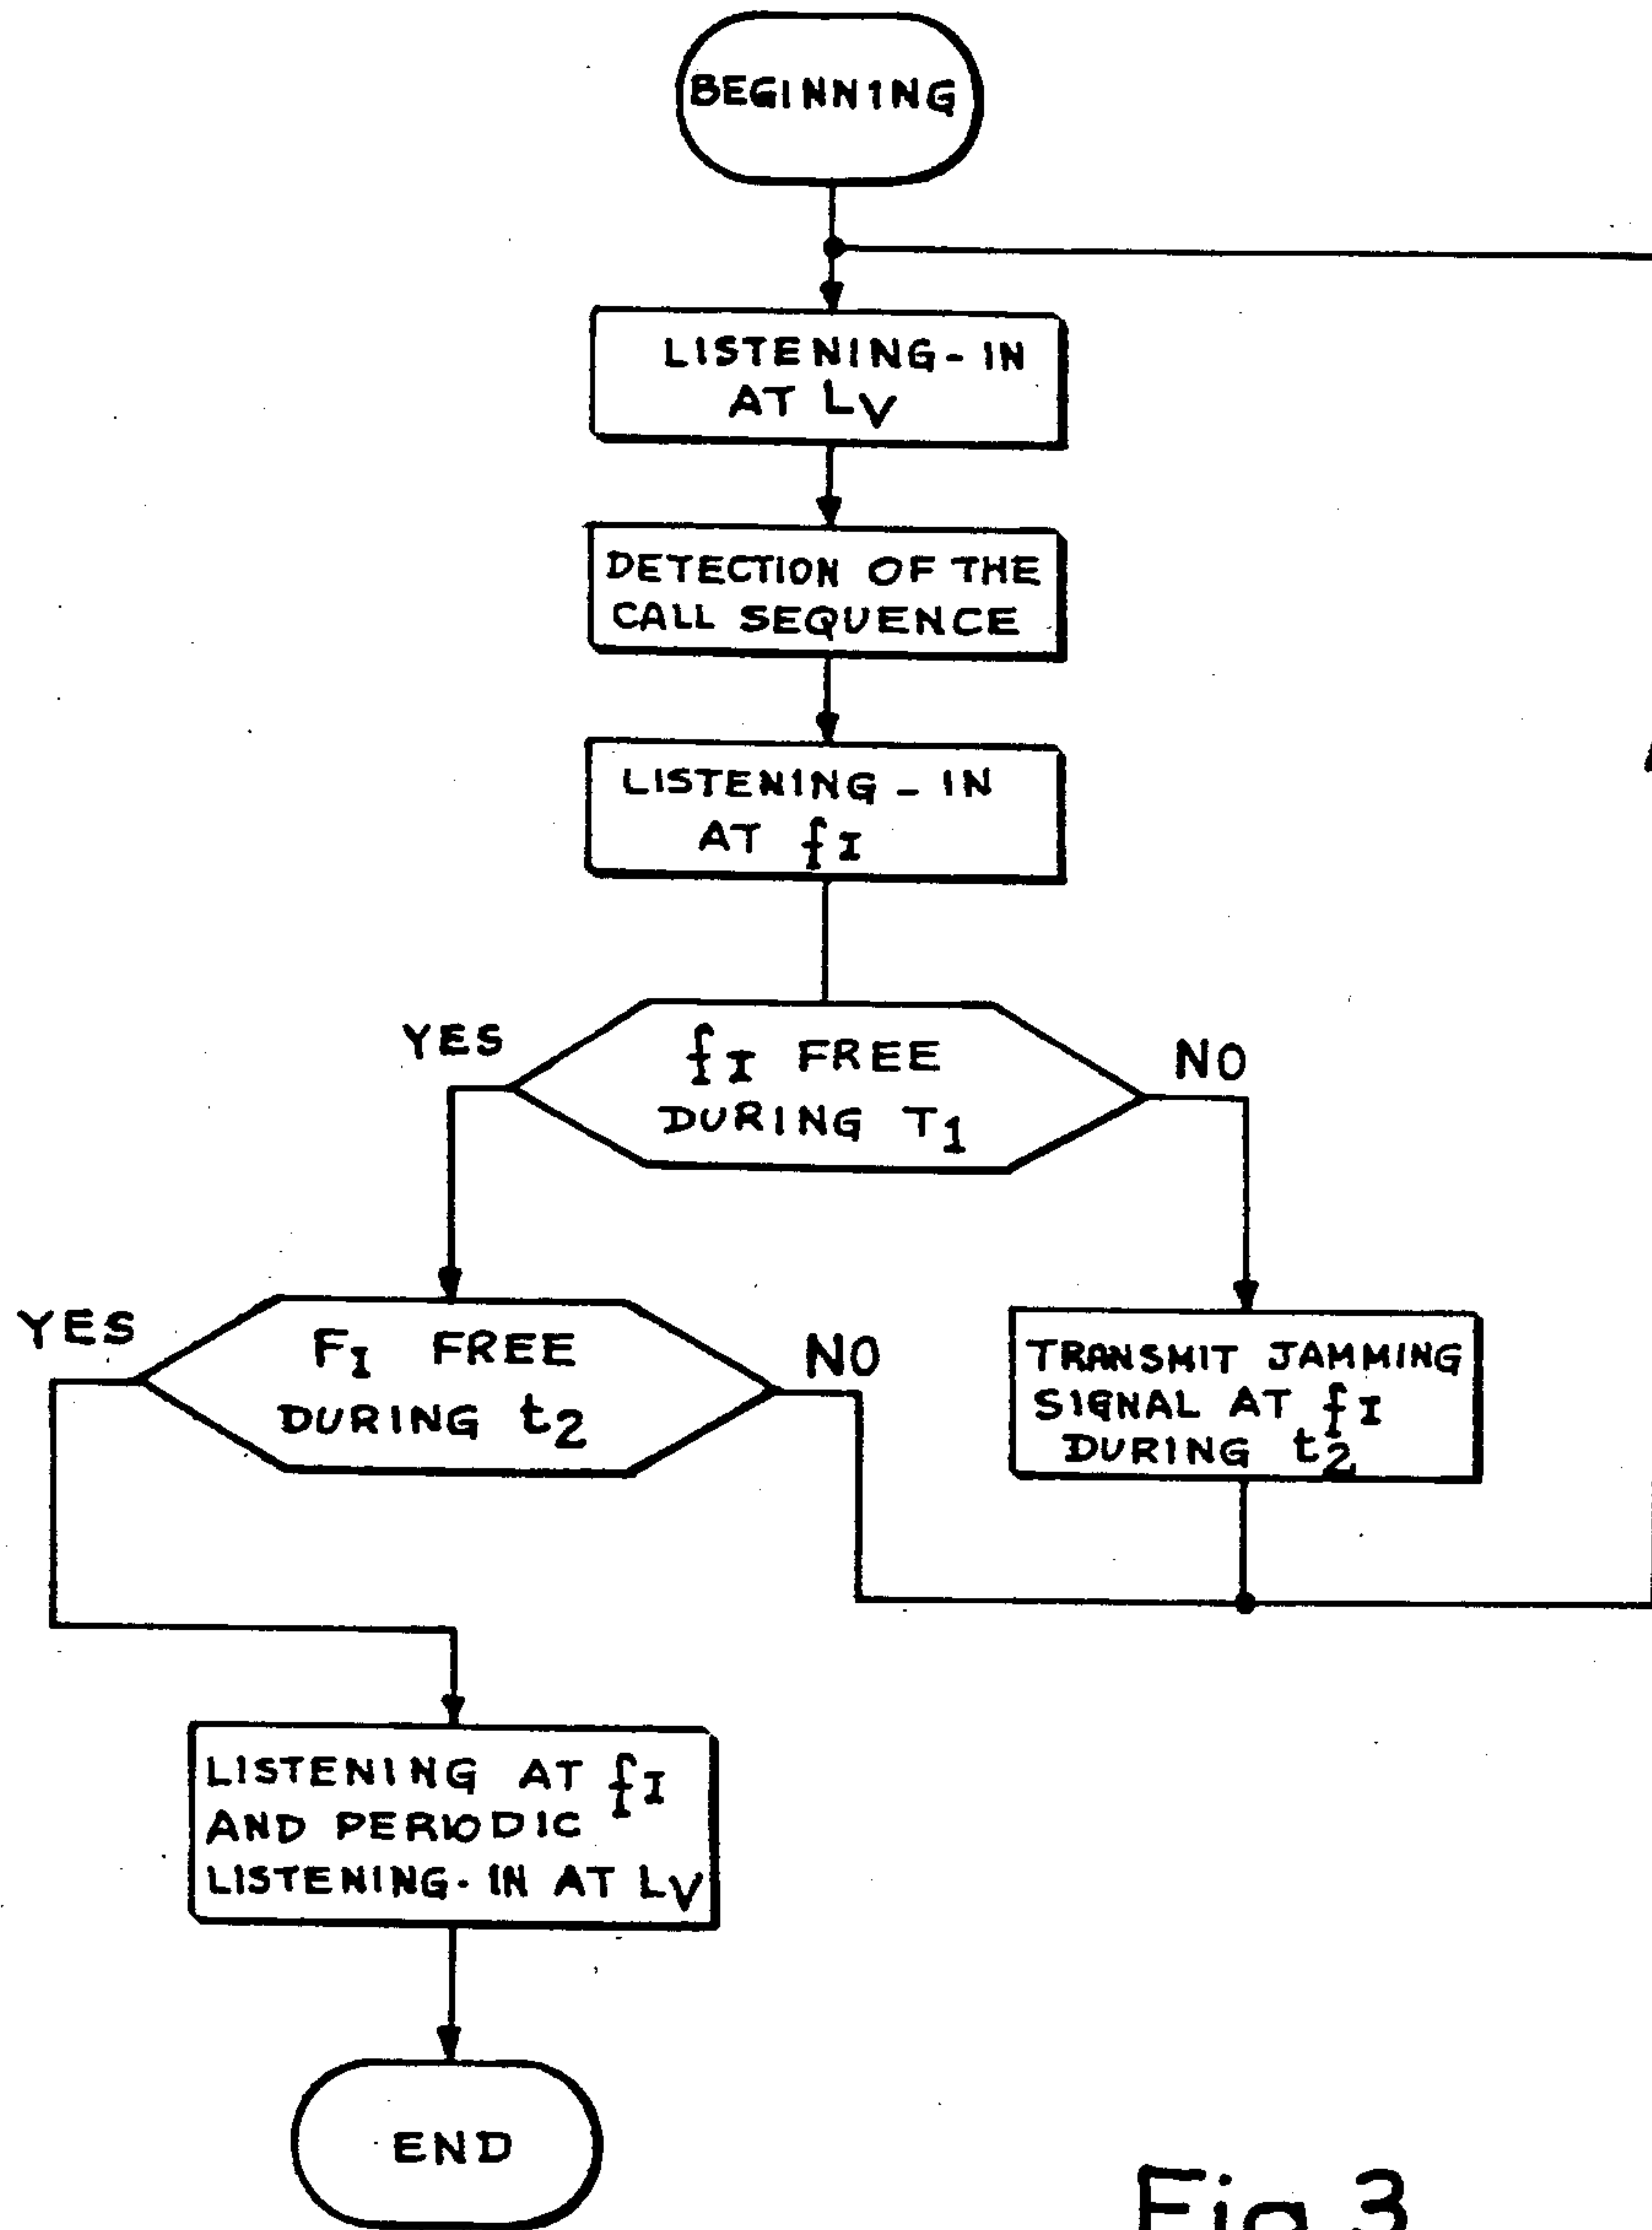 BEGINNING
LISTENING-IN
AT LV
DETECTION OF THE
CALL SEQUENCE
LISTENING-IN
AT fI
YES
fI FREE
DURING T1
NO
YES
FI FREE
DURING t2
NO
TRANSMIT JAMMING
SIGNAL AT fI
DURING t2
LISTENING AT fI
AND PERIODIC
LISTENING-IN AT LV
END
Fig.3